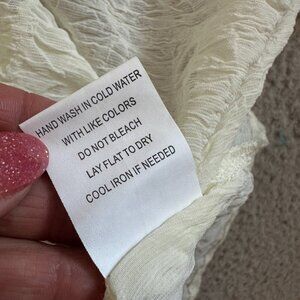 HAND WASH IN COLD WATER
WITH LIKE COLORS
DO NOT BLEACH
LAY FLAT TO DRY
COOL IRON IF NEEDED